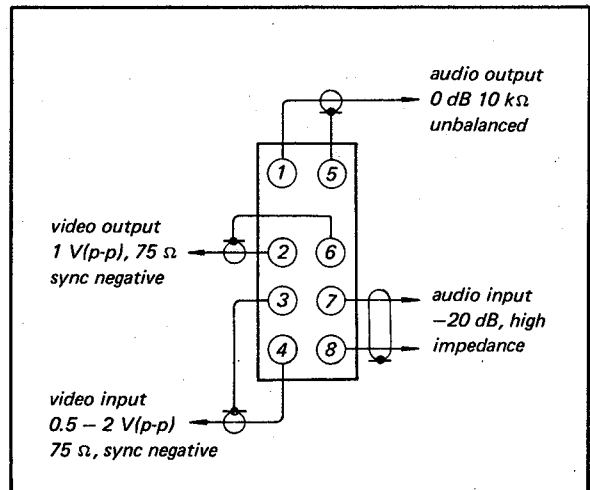 audio output
0 dB 10 kΩ
unbalanced
1
5
video output
1 V(p-p), 75 Ω
sync negative
2
6
3
7
audio input
−20 dB, high
impedance
4
8
video input
0.5 − 2 V(p-p)
75 Ω, sync negative